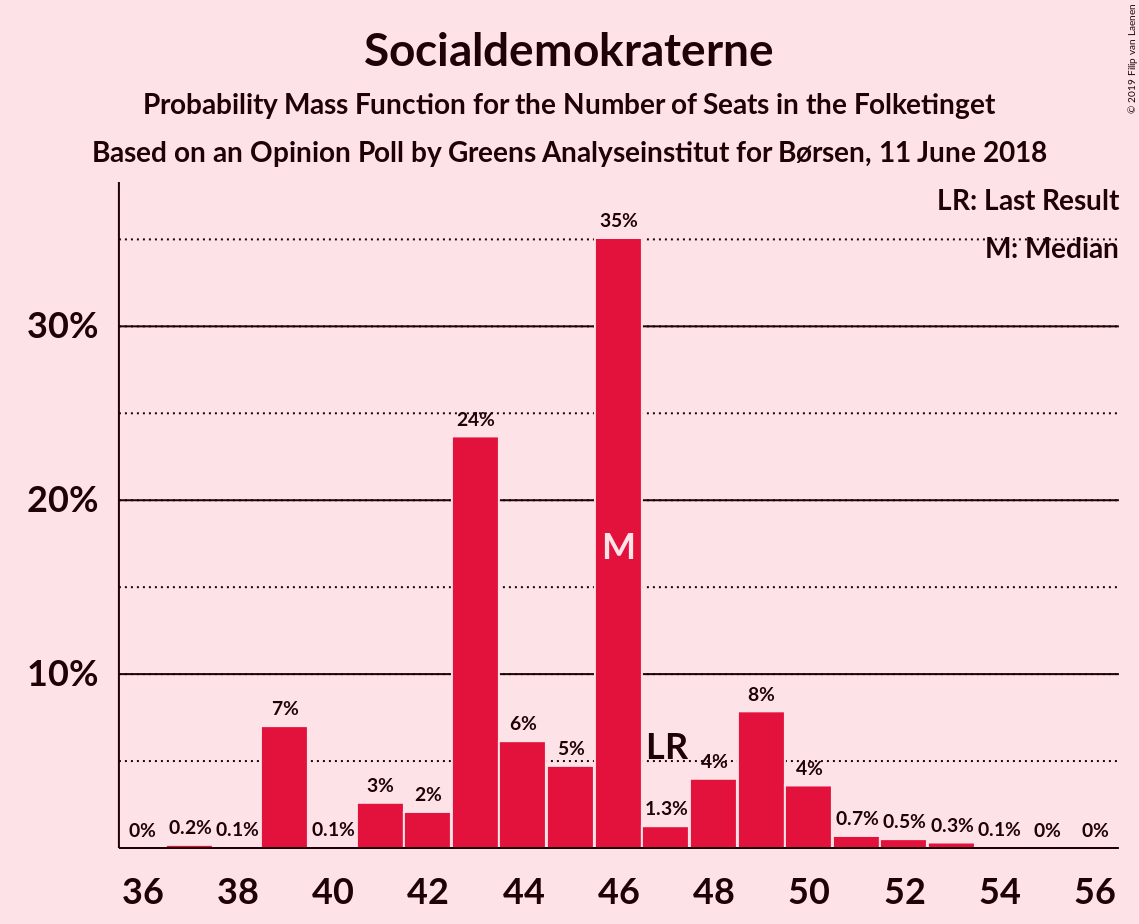 Socialdemokraterne
Probability Mass Function for the Number of Seats in the Folketinget
Based on an Opinion Poll by Greens Analyseinstitut for Børsen, 11 June 2018
© 2019 Filip van Laenen
LR: Last Result
M: Median
30%
20%
10%
0%
0.2%
0.1%
7%
0.1%
3%
2%
24%
6%
5%
35%
M
LR
1.3%
4%
8%
4%
0.7%
0.5%
0.3%
0.1%
0%
0%
36 38 40 42 44 46 48 50 52 54 56